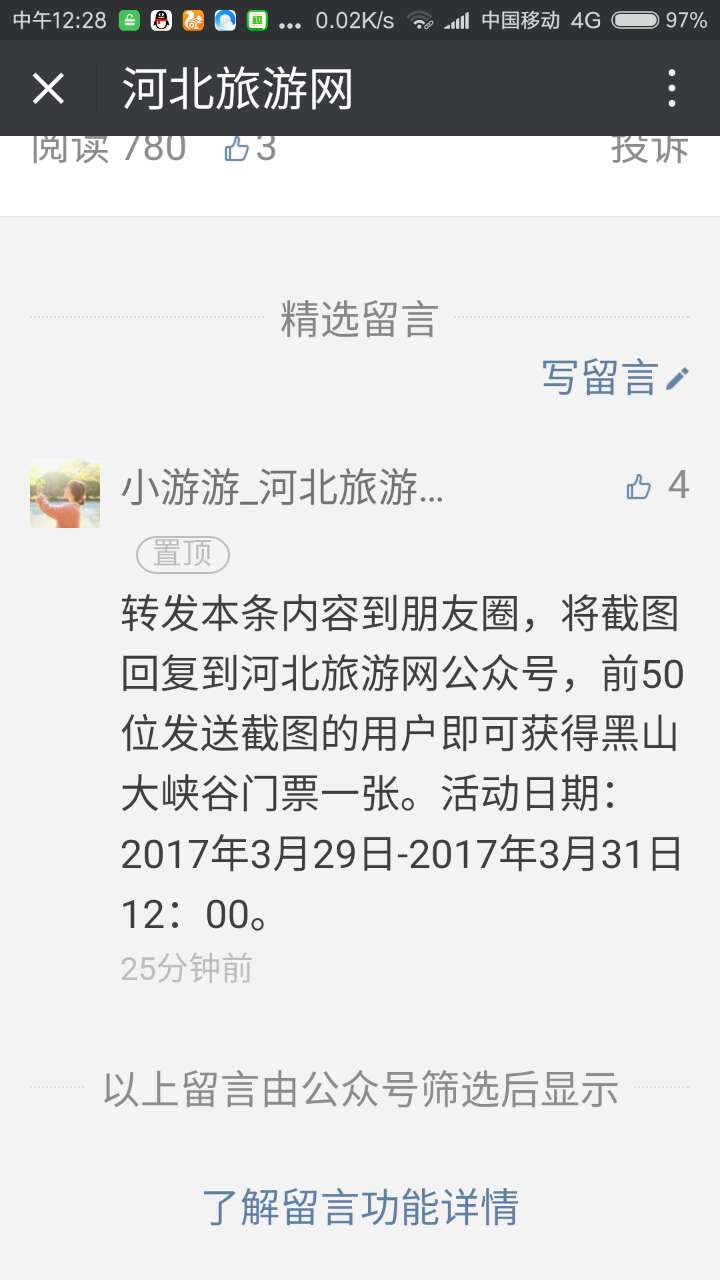 中午12:28 ... 0.02K/s 中国移动 4G 97%
河北旅游网
阅读 780 3 投诉
精选留言
写留言
小游游_河北旅游... 4
置顶
转发本条内容到朋友圈，将截图
回复到河北旅游网公众号，前50
位发送截图的用户即可获得黑山
大峡谷门票一张。活动日期：
2017年3月29日-2017年3月31日
12：00。
25分钟前
以上留言由公众号筛选后显示
了解留言功能详情